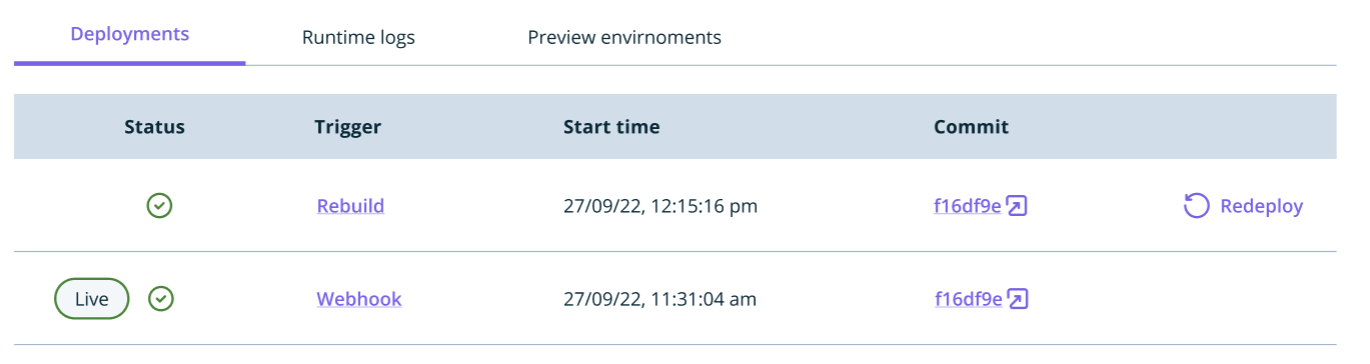 Deployments Runtime logs Preview envirnoments
Status Trigger Start time Commit
Rebuild 27/09/22, 12:15:16 pm f16df9e Redeploy
Live Webhook 27/09/22, 11:31:04 am f16df9e